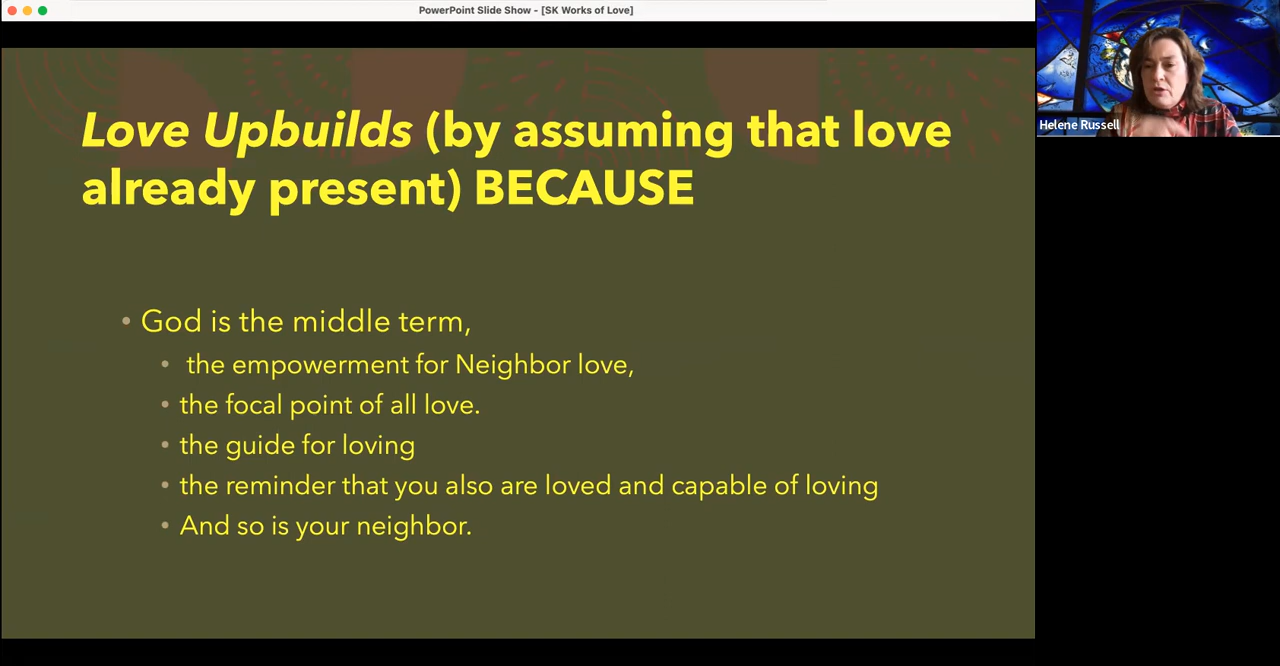 PowerPoint Slide Show - [SK Works of Love]
Love Upbuilds (by assuming that love
already present) BECAUSE
• God is the middle term,
• the empowerment for Neighbor love,
• the focal point of all love.
• the guide for loving
• the reminder that you also are loved and capable of loving
• And so is your neighbor.
Helene Russell